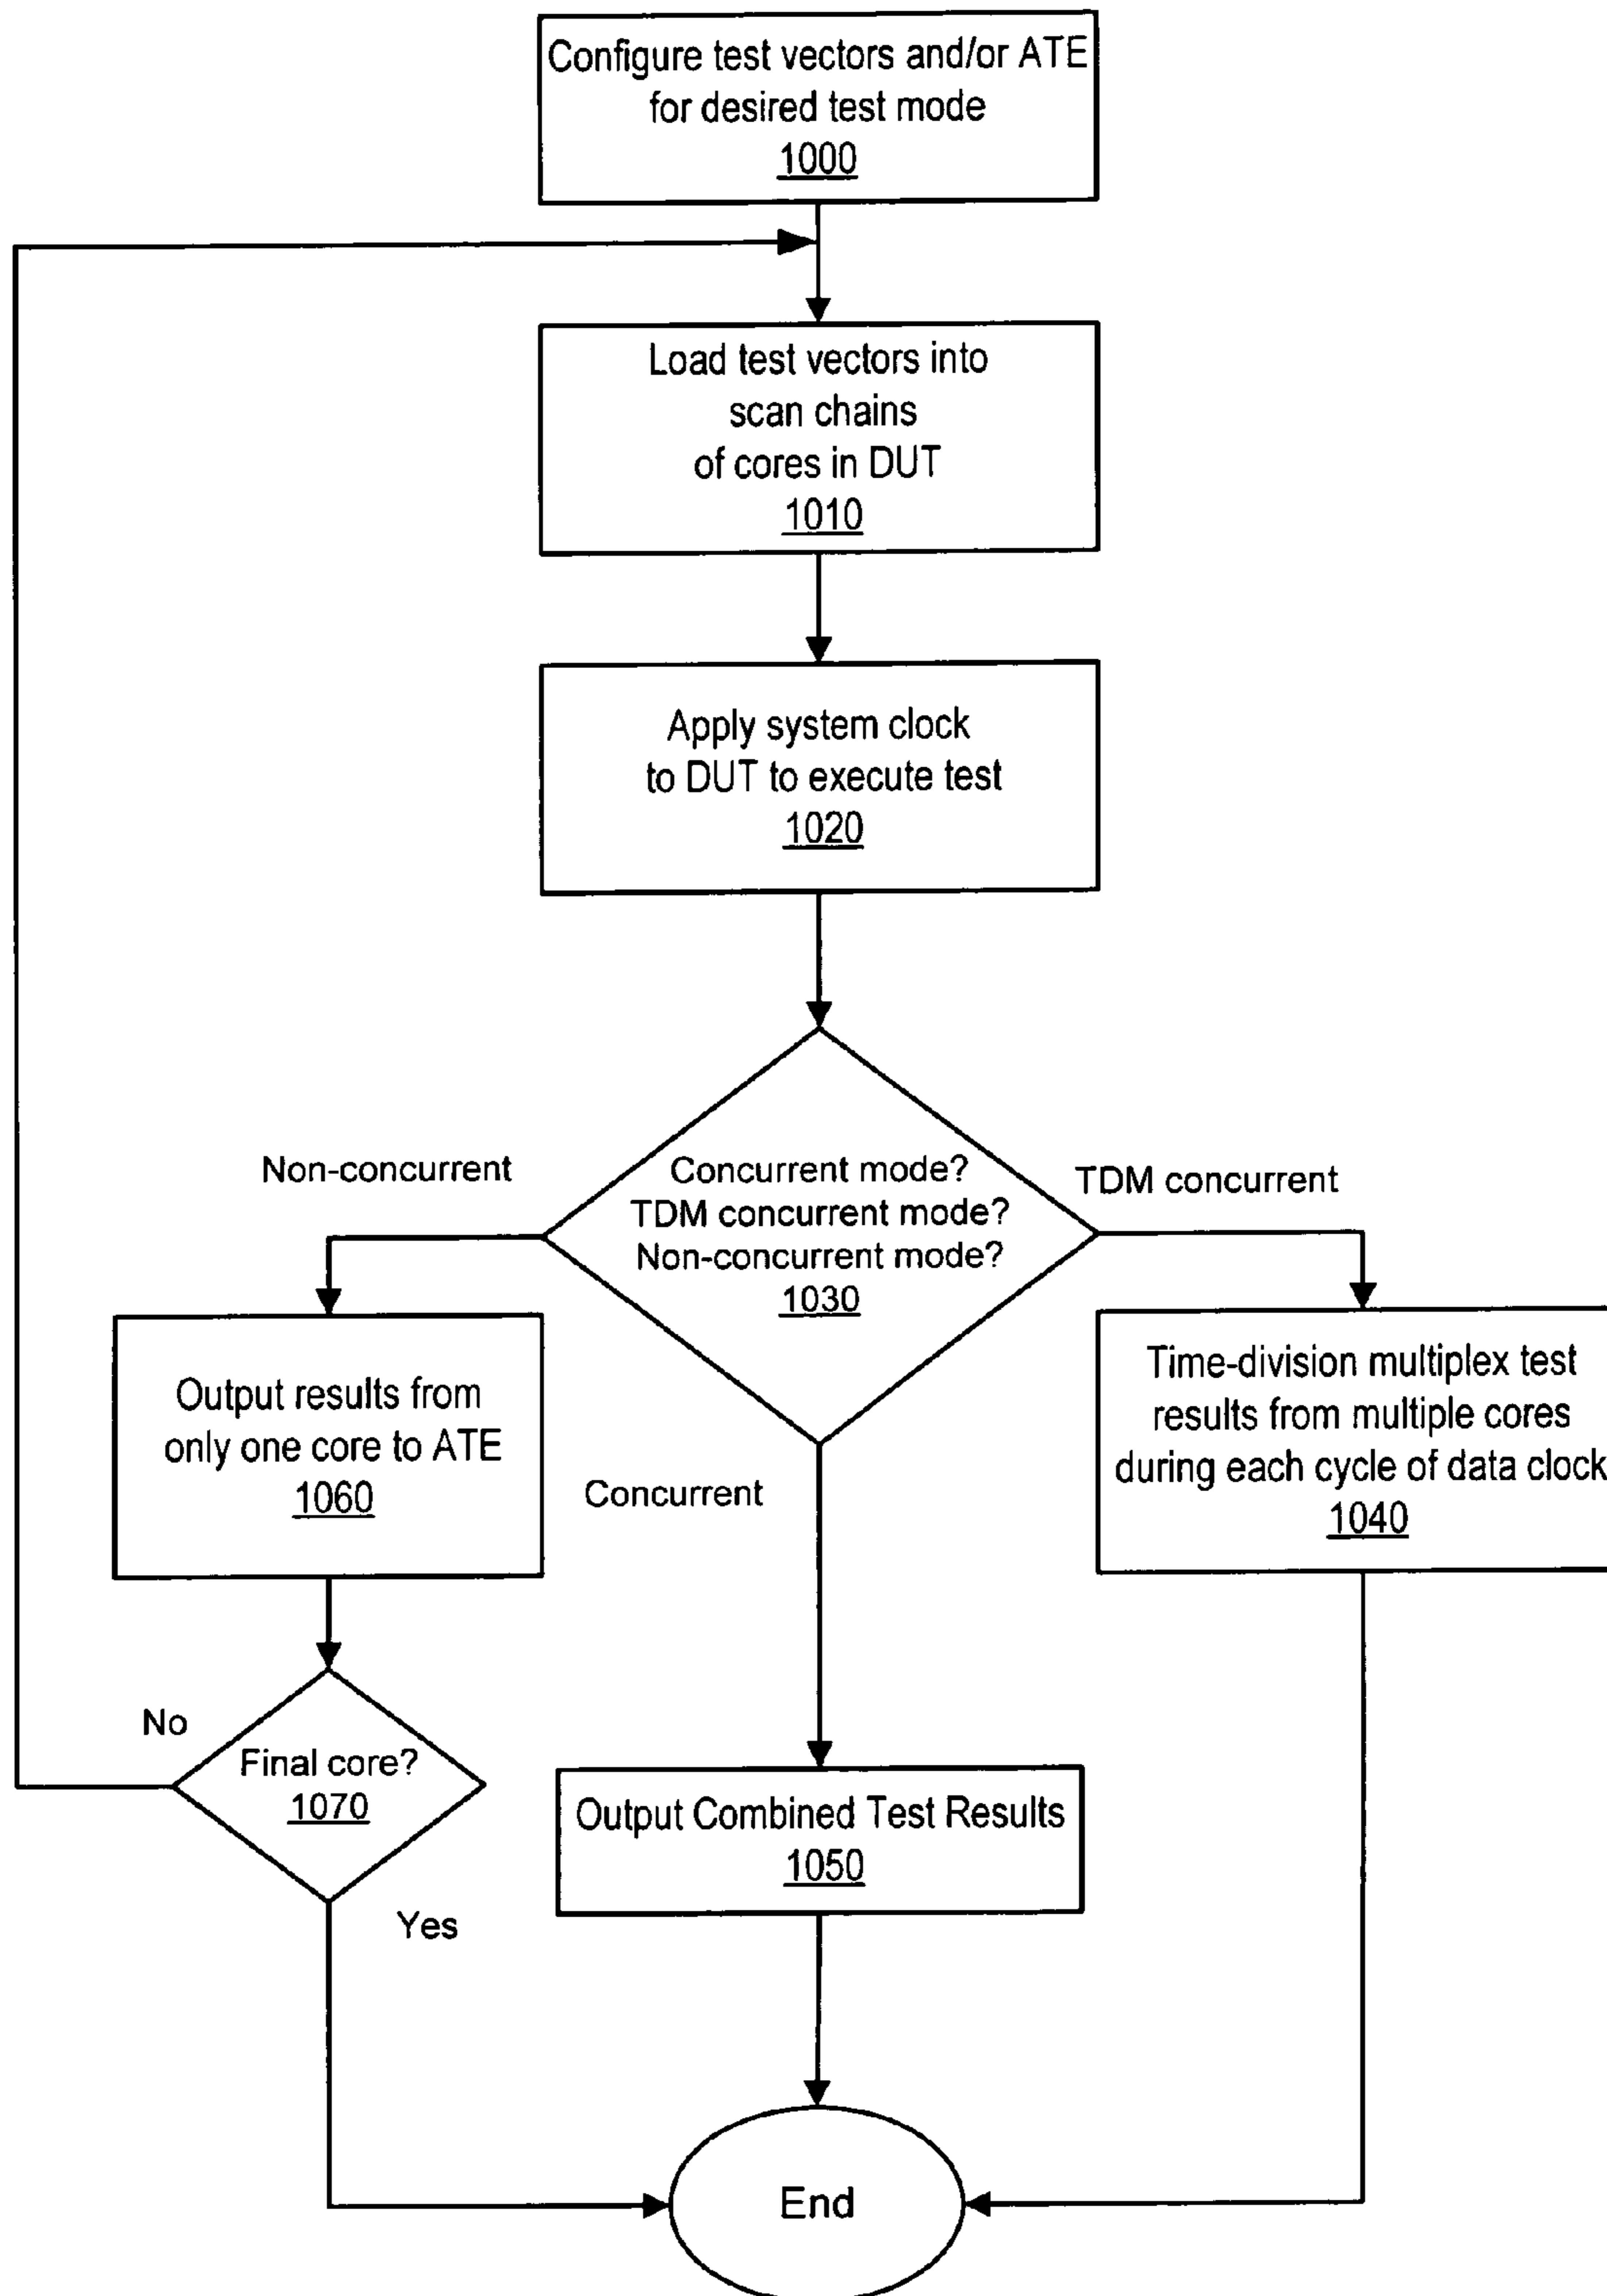 Configure test vectors and/or ATE
for desired test mode
1000
Load test vectors into
scan chains
of cores in DUT
1010
Apply system clock
to DUT to execute test
1020
Non-concurrent
Concurrent mode?
TDM concurrent mode?
Non-concurrent mode?
1030
TDM concurrent
Output results from
only one core to ATE
1060
Concurrent
Time-division multiplex test
results from multiple cores
during each cycle of data clock
1040
No
Final core?
1070
Yes
Output Combined Test Results
1050
End